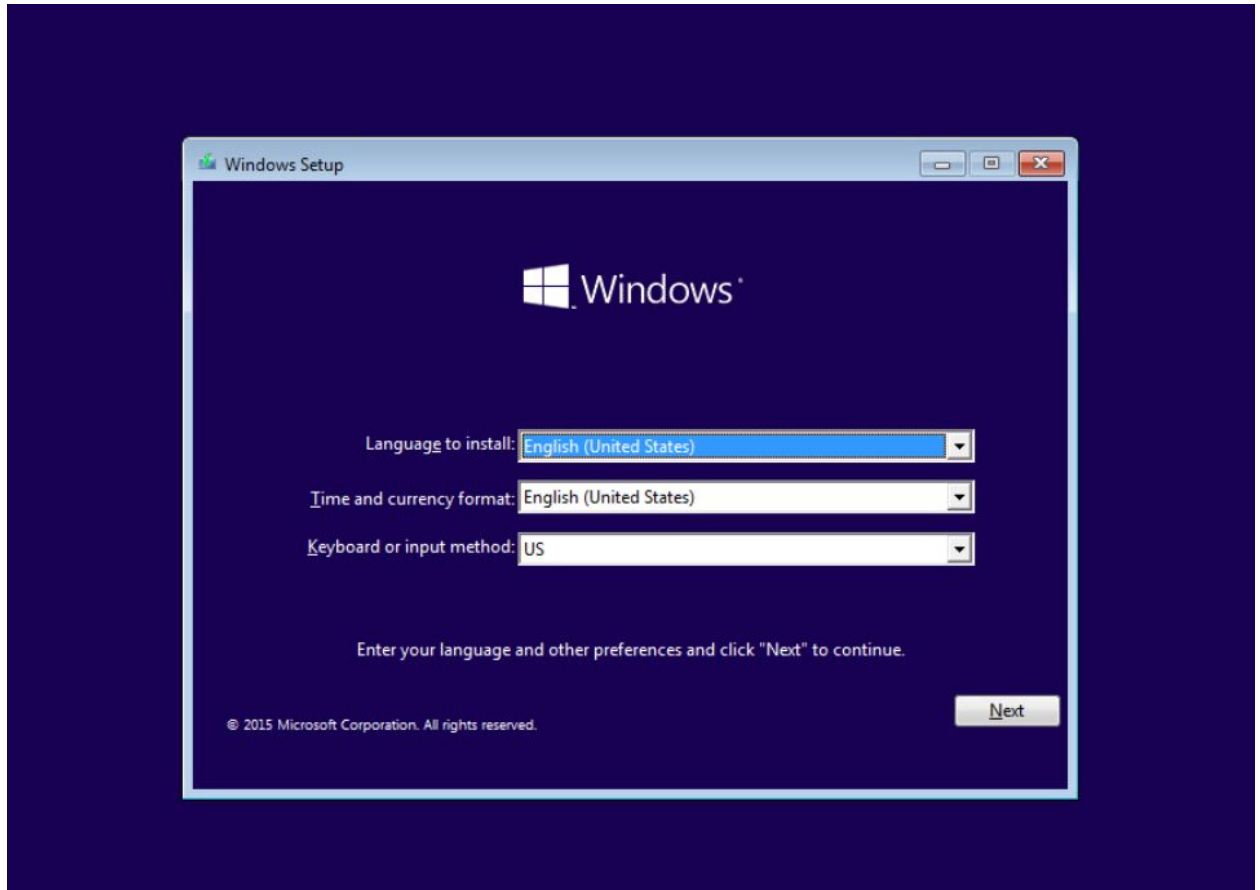 Windows Setup
Windows
Language to install: English (United States)
Time and currency format: English (United States)
Keyboard or input method: US
Enter your language and other preferences and click "Next" to continue.
Next
© 2015 Microsoft Corporation. All rights reserved.